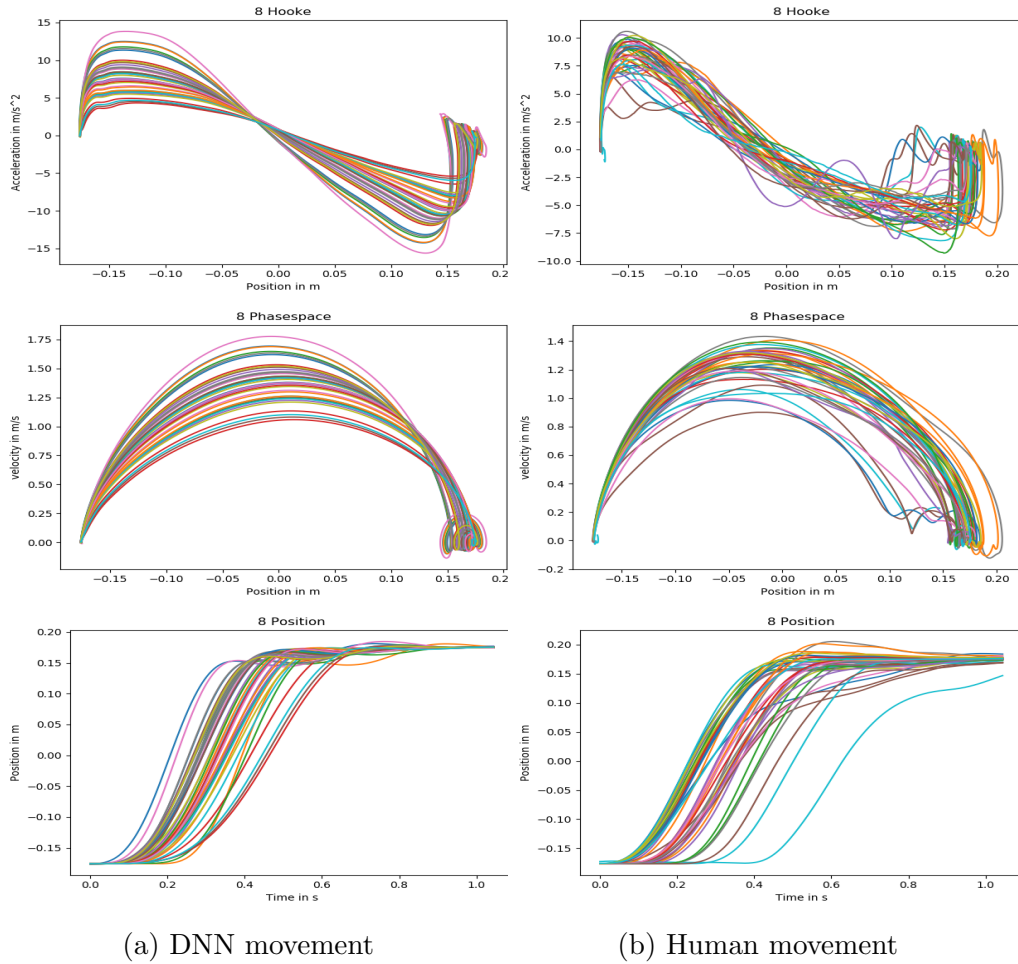 8 Hooke
15
10
5
0
−5
−10
−15
Acceleration in m/s^2
−0.15 −0.10 −0.05 0.00 0.05 0.10 0.15 0.2
Position in m
8 Hooke
10.0
7.5
5.0
2.5
0.0
−2.5
−5.0
−7.5
−10.0
Acceleration in m/s^2
−0.15 −0.10 −0.05 0.00 0.05 0.10 0.15 0.20
Position in m
8 Phasespace
1.75
1.50
1.25
1.00
0.75
0.50
0.25
0.00
velocity in m/s
−0.15 −0.10 −0.05 0.00 0.05 0.10 0.15 0.2
Position in m
8 Phasespace
1.4
1.2
1.0
0.8
0.6
0.4
0.2
0.0
−0.2
velocity in m/s
−0.15 −0.10 −0.05 0.00 0.05 0.10 0.15 0.20
Position in m
8 Position
0.20
0.15
0.10
0.05
0.00
−0.05
−0.10
−0.15
Position in m
0.0 0.2 0.4 0.6 0.8 1.0
Time in s
8 Position
0.20
0.15
0.10
0.05
0.00
−0.05
−0.10
−0.15
Position in m
0.0 0.2 0.4 0.6 0.8 1.0
Time in s
(a) DNN movement
(b) Human movement